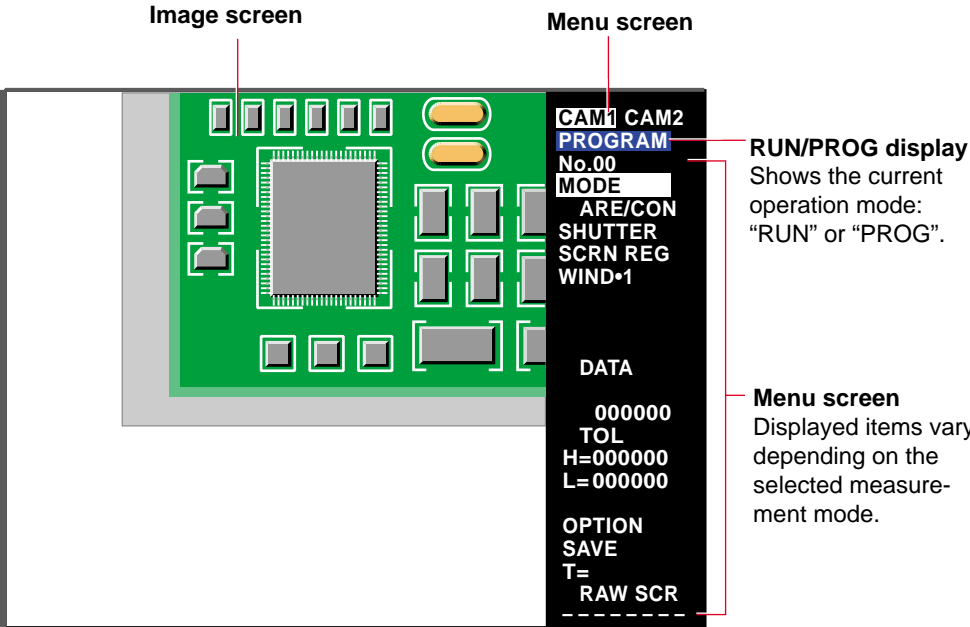 Image screen
Menu screen
CAM1 CAM2
PROGRAM
No.00
MODE
ARE/CON
SHUTTER
SCRN REG
WIND•1
DATA
000000
TOL
H=000000
L=000000
OPTION
SAVE
T=
RAW SCR
--------
RUN/PROG display
Shows the current
operation mode:
“RUN” or “PROG”.
Menu screen
Displayed items vary
depending on the
selected measure-
ment mode.